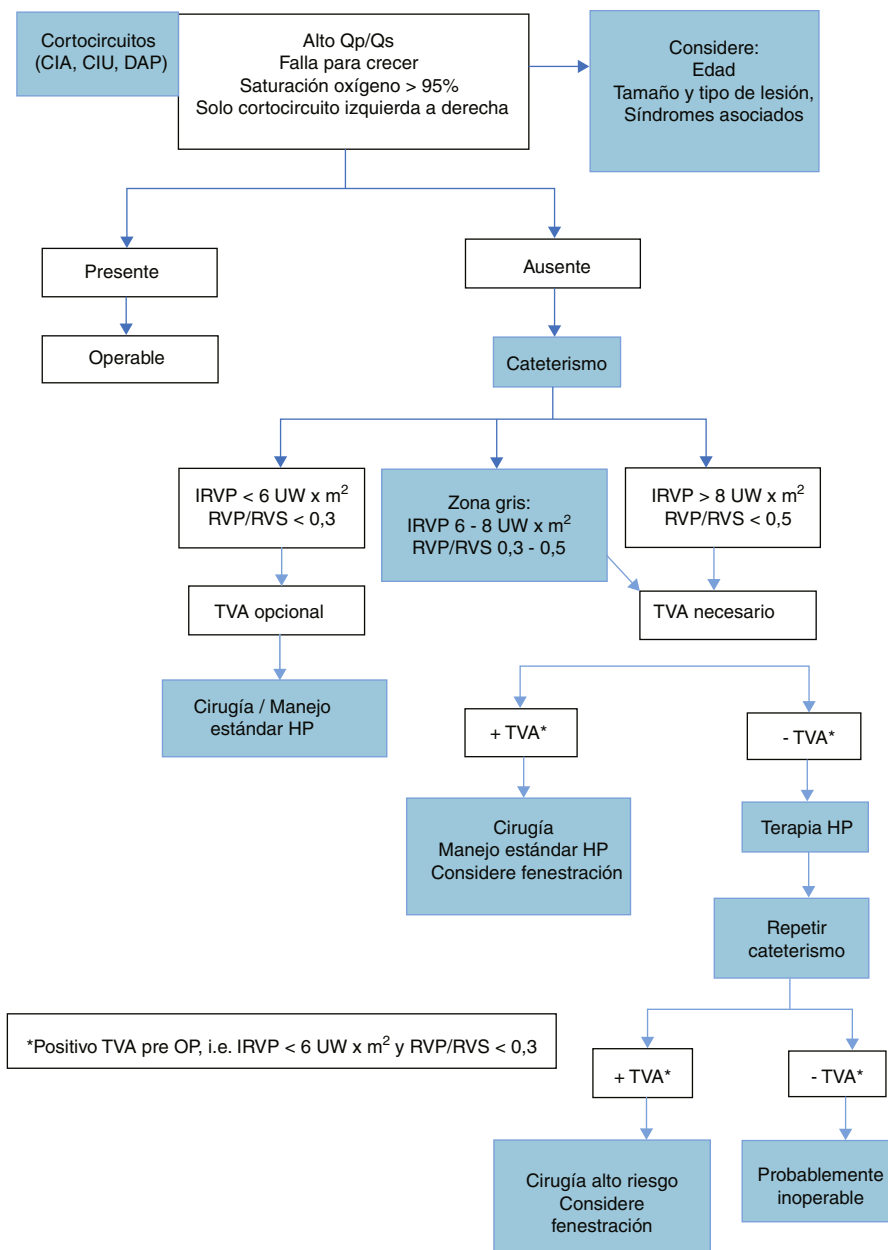 Cortocircuitos
(CIA, CIU, DAP)
Alto Qp/Qs
Falla para crecer
Saturación oxígeno > 95%
Solo cortocircuito izquierda a derecha
Considere:
Edad
Tamaño y tipo de lesión,
Síndromes asociados
Presente
Ausente
Operable
Cateterismo
IRVP < 6 UW x m²
RVP/RVS < 0,3
Zona gris:
IRVP 6 - 8 UW x m²
RVP/RVS 0,3 - 0,5
IRVP > 8 UW x m²
RVP/RVS < 0,5
TVA opcional
TVA necesario
Cirugía / Manejo
estándar HP
+ TVA*
- TVA*
Cirugía
Manejo estándar HP
Considere fenestración
Terapia HP
Repetir
cateterismo
*Positivo TVA pre OP, i.e. IRVP < 6 UW x m² y RVP/RVS < 0,3
+ TVA*
- TVA*
Cirugía alto riesgo
Considere
fenestración
Probablemente
inoperable